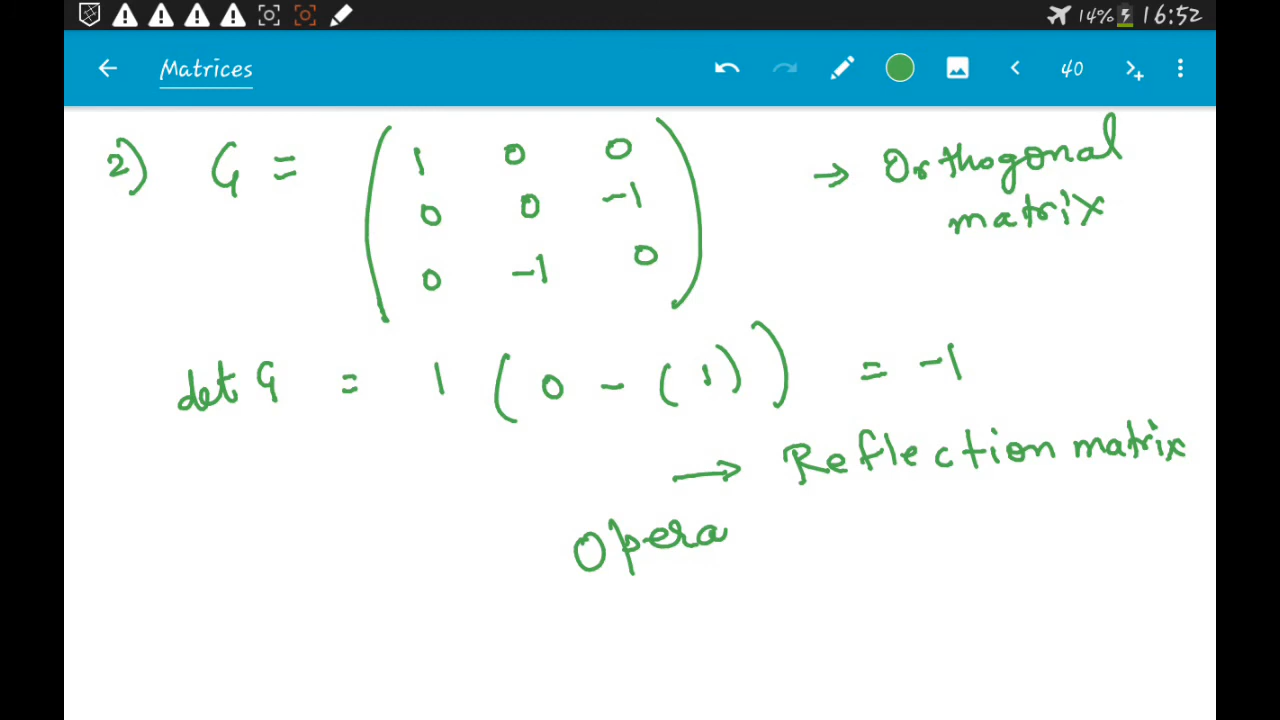 14% 16:52
Matrices
40
2) G = ( 1 0 0 → Orthogonal
0 0 -1 matrix
0 -1 0 )
det G = 1 ( 0 - ( 1 ) ) = -1
→ Reflection matrix
Opera